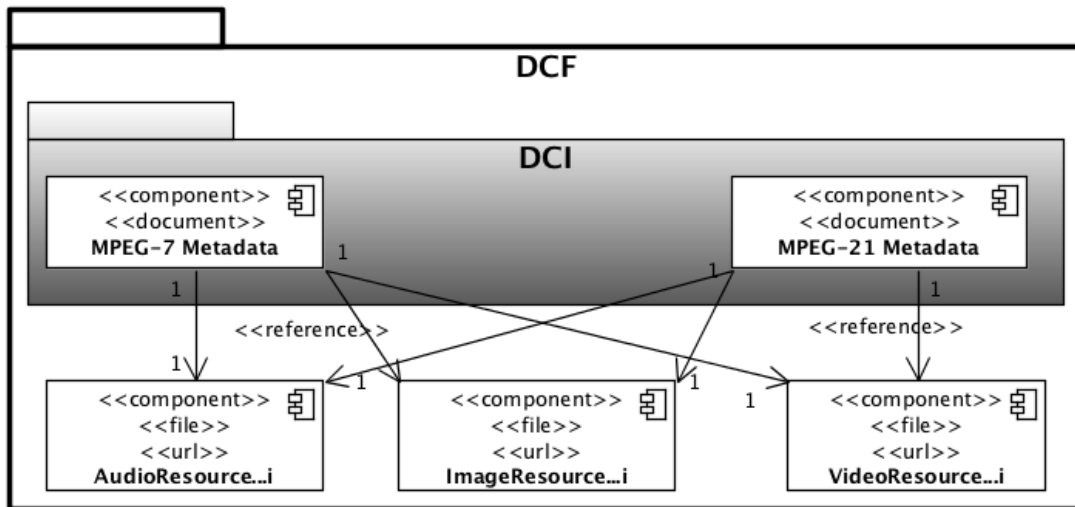 DCF
DCI
<<component>>
<<document>>
MPEG-7 Metadata
<<component>>
<<document>>
MPEG-21 Metadata
1
1
1
1
<<reference>>
<<reference>>
1
1
1
1
<<component>>
<<file>>
<<url>>
AudioResource...i
<<component>>
<<file>>
<<url>>
ImageResource...i
<<component>>
<<file>>
<<url>>
VideoResource...i